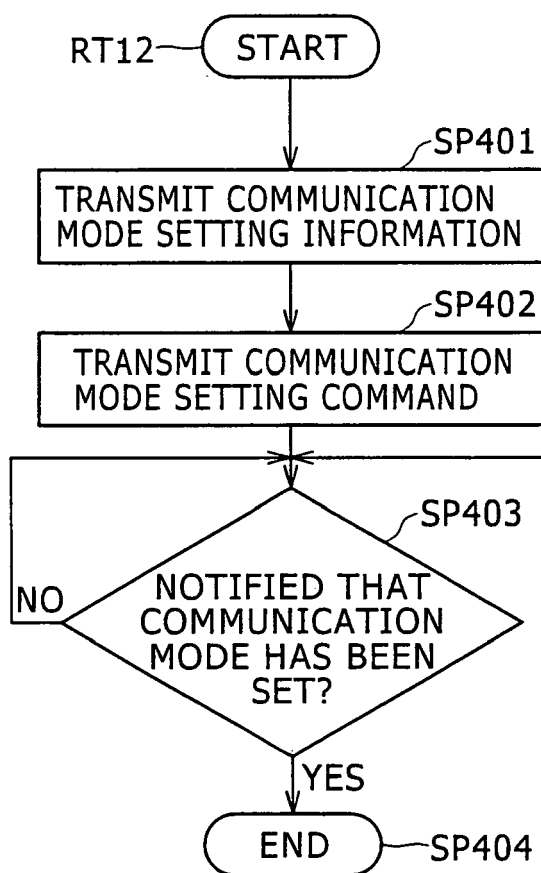 RT12 START
SP401
TRANSMIT COMMUNICATION
MODE SETTING INFORMATION
SP402
TRANSMIT COMMUNICATION
MODE SETTING COMMAND
SP403
NOTIFIED THAT
COMMUNICATION
MODE HAS BEEN
SET?
NO
YES
END SP404